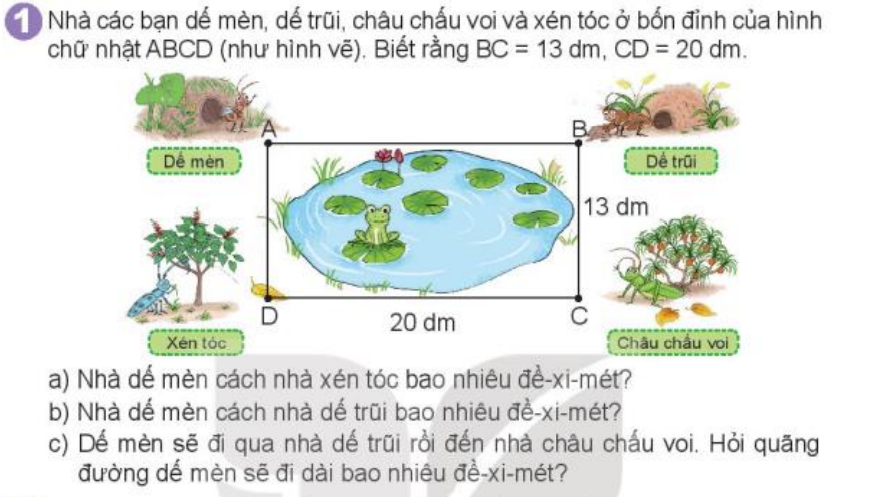 1 Nhà các bạn dế mèn, dế trũi, châu chấu voi và xén tóc ở bốn đỉnh của hình
chữ nhật ABCD (như hình vẽ). Biết rằng BC = 13 dm, CD = 20 dm.
A B
Dế mèn Dế trũi
13 dm
D 20 dm C
Xén tóc Châu chấu voi
a) Nhà dế mèn cách nhà xén tóc bao nhiêu đề-xi-mét?
b) Nhà dế mèn cách nhà dế trũi bao nhiêu đề-xi-mét?
c) Dế mèn sẽ đi qua nhà dế trũi rồi đến nhà châu chấu voi. Hỏi quãng
đường dế mèn sẽ đi dài bao nhiêu đề-xi-mét?